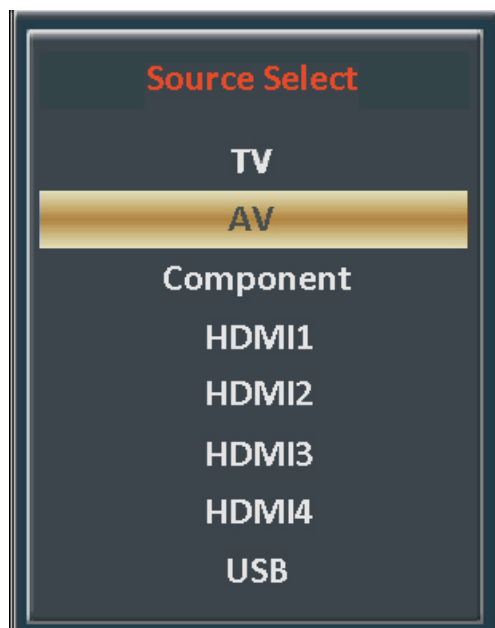 Source Select
TV
AV
Component
HDMI1
HDMI2
HDMI3
HDMI4
USB